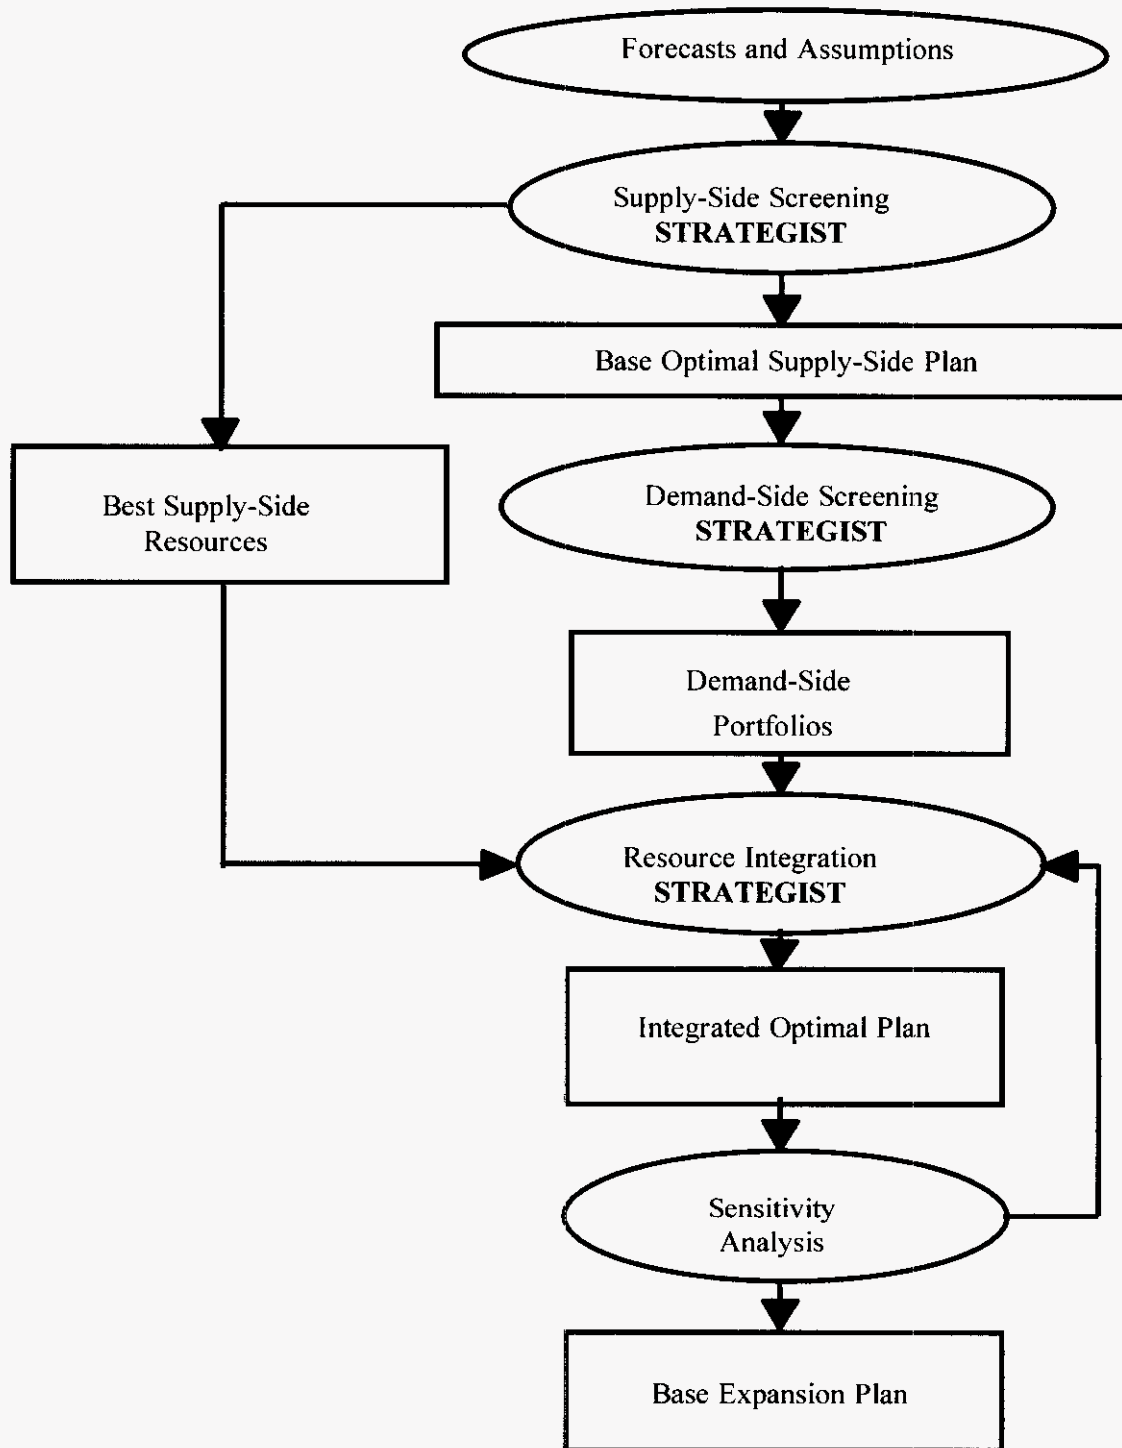 Forecasts and Assumptions
Supply-Side Screening
STRATEGIST
Base Optimal Supply-Side Plan
Best Supply-Side
Resources
Demand-Side Screening
STRATEGIST
Demand-Side
Portfolios
Resource Integration
STRATEGIST
Integrated Optimal Plan
Sensitivity
Analysis
Base Expansion Plan